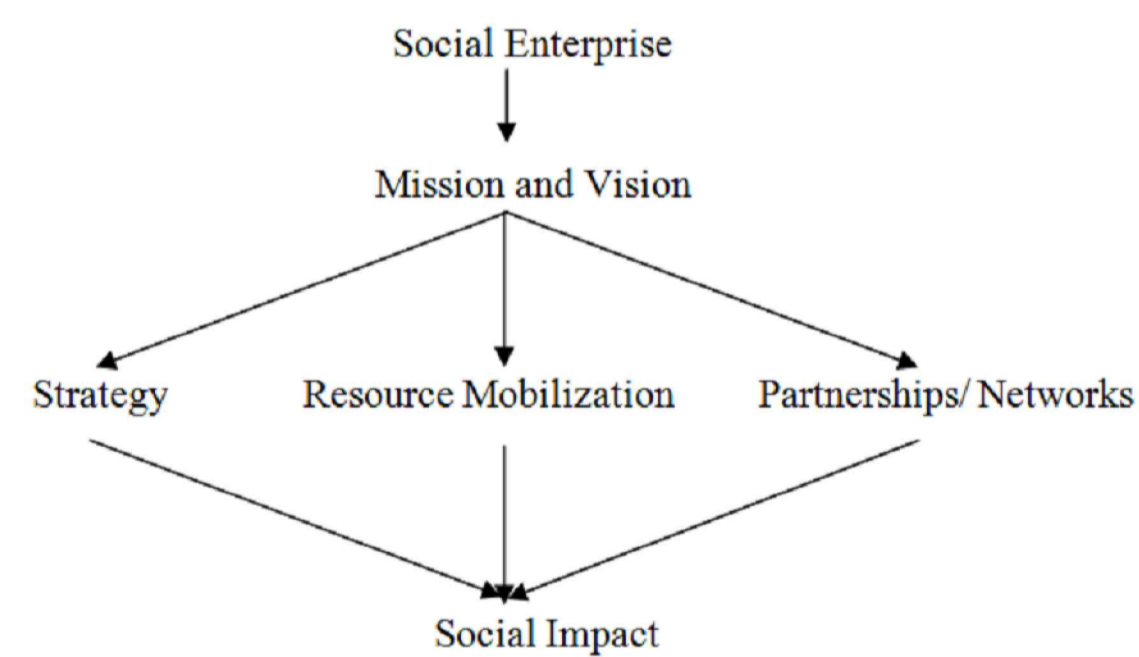 Social Enterprise
Mission and Vision
Strategy
Resource Mobilization
Partnerships/ Networks
Social Impact